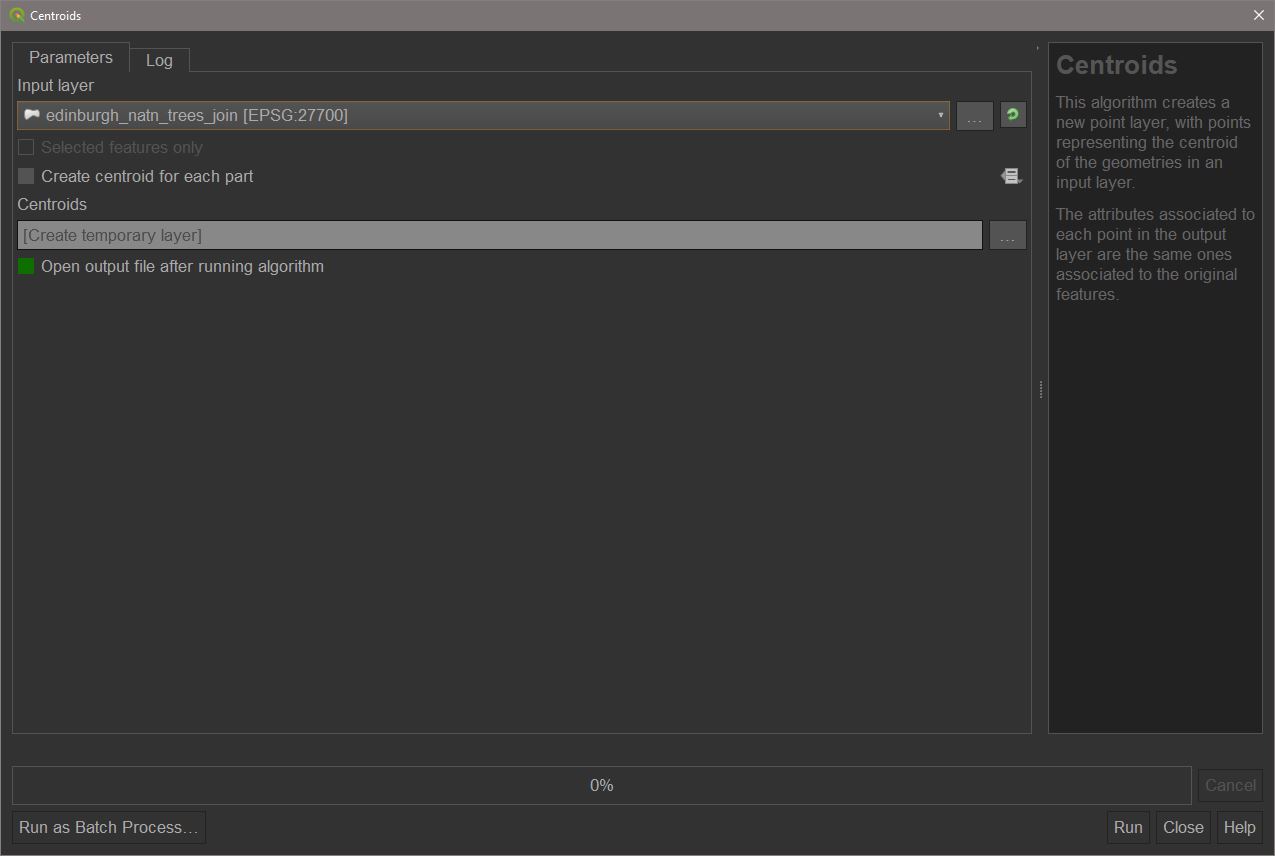 Centroids
Parameters
Log
Input layer
edinburgh_natn_trees_join [EPSG:27700]
...
Selected features only
Create centroid for each part
Centroids
[Create temporary layer]
...
Open output file after running algorithm
Centroids
This algorithm creates a
new point layer, with points
representing the centroid
of the geometries in an
input layer.
The attributes associated to
each point in the output
layer are the same ones
associated to the original
features.
0%
Cancel
Run as Batch Process…
Run
Close
Help